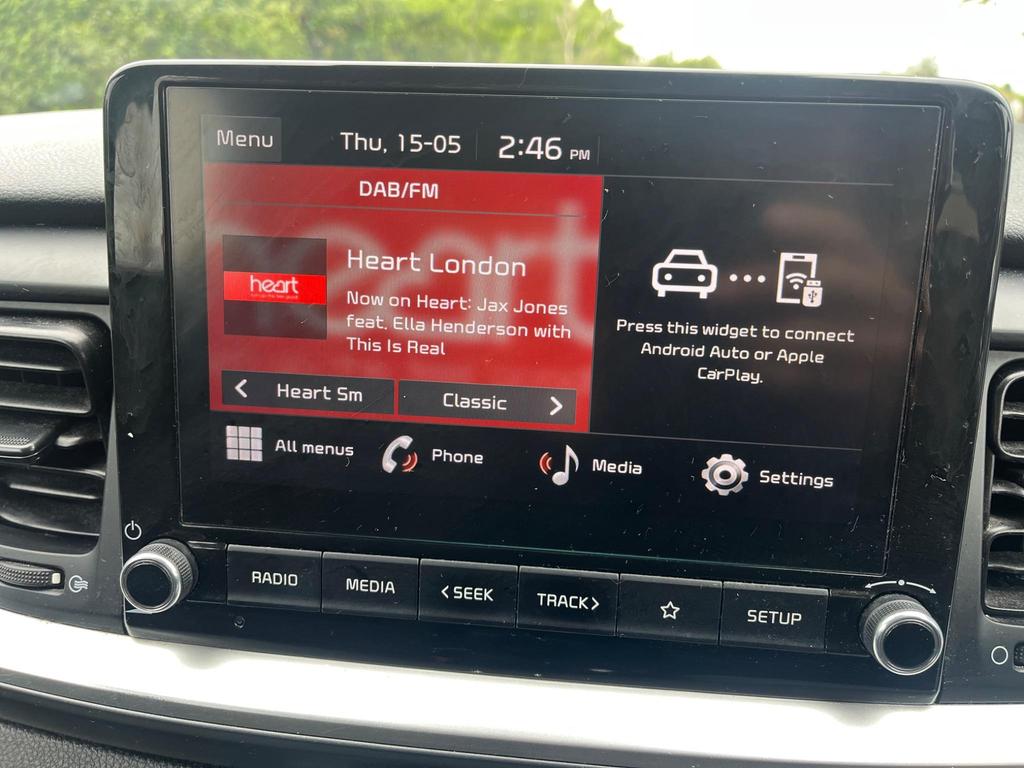 Menu
Thu, 15-05
2:46 PM
DAB/FM
heart
Heart London
Now on Heart: Jax Jones
feat. Ella Henderson with
This Is Real
Heart Sm
Classic
Press this widget to connect
Android Auto or Apple
CarPlay.
All menus
Phone
Media
Settings
RADIO
MEDIA
<SEEK
TRACK>
SETUP